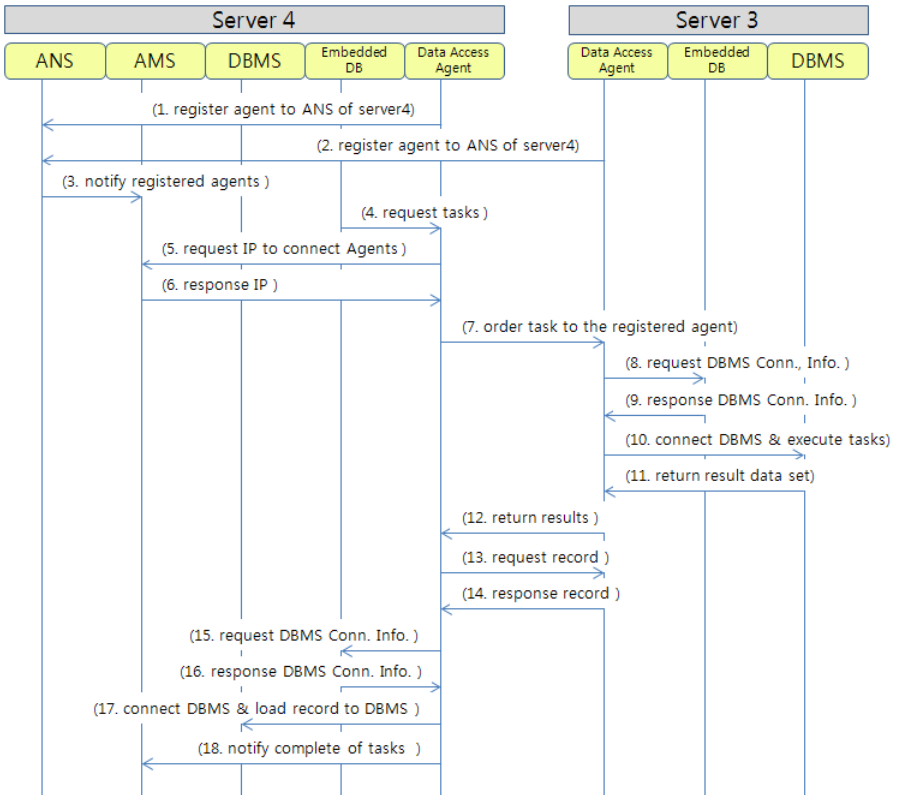 Server 4
Server 3
ANS
AMS
DBMS
Embedded
DB
Data Access
Agent
Data Access
Agent
Embedded
DB
DBMS
(1. register agent to ANS of server4)
(2. register agent to ANS of server4)
(3. notify registered agents )
(4. request tasks )
(5. request IP to connect Agents )
(6. response IP )
(7. order task to the registered agent)
(8. request DBMS Conn., Info. )
(9. response DBMS Conn. Info. )
(10. connect DBMS & execute tasks)
(11. return result data set)
(12. return results )
(13. request record )
(14. response record )
(15. request DBMS Conn. Info. )
(16. response DBMS Conn. Info. )
(17. connect DBMS & load record to DBMS )
(18. notify complete of tasks  )